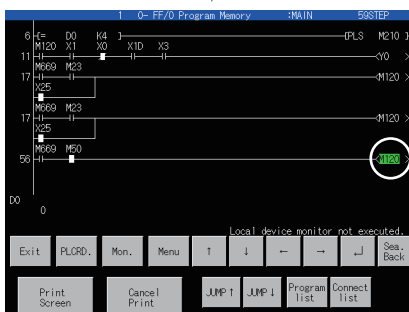 1 0- FF/0 Program Memory :MAIN 59STEP
6 [= D0 K4 ] [PLS M210 ]
M120 X1 X0 X1D X3
11 <Y0 >
M669 M23
17 <M120 >
X25
M669 M23
17 <M120 >
X25
M669 M50
56 <M120 >
D0
0
Local device monitor not executed.
Exit PLCRD. Mon. Menu ↑ ↓ ← → ↵ Sea. Back
Print Screen Cancel Print JUMP↑ JUMP↓ Program list Connect list